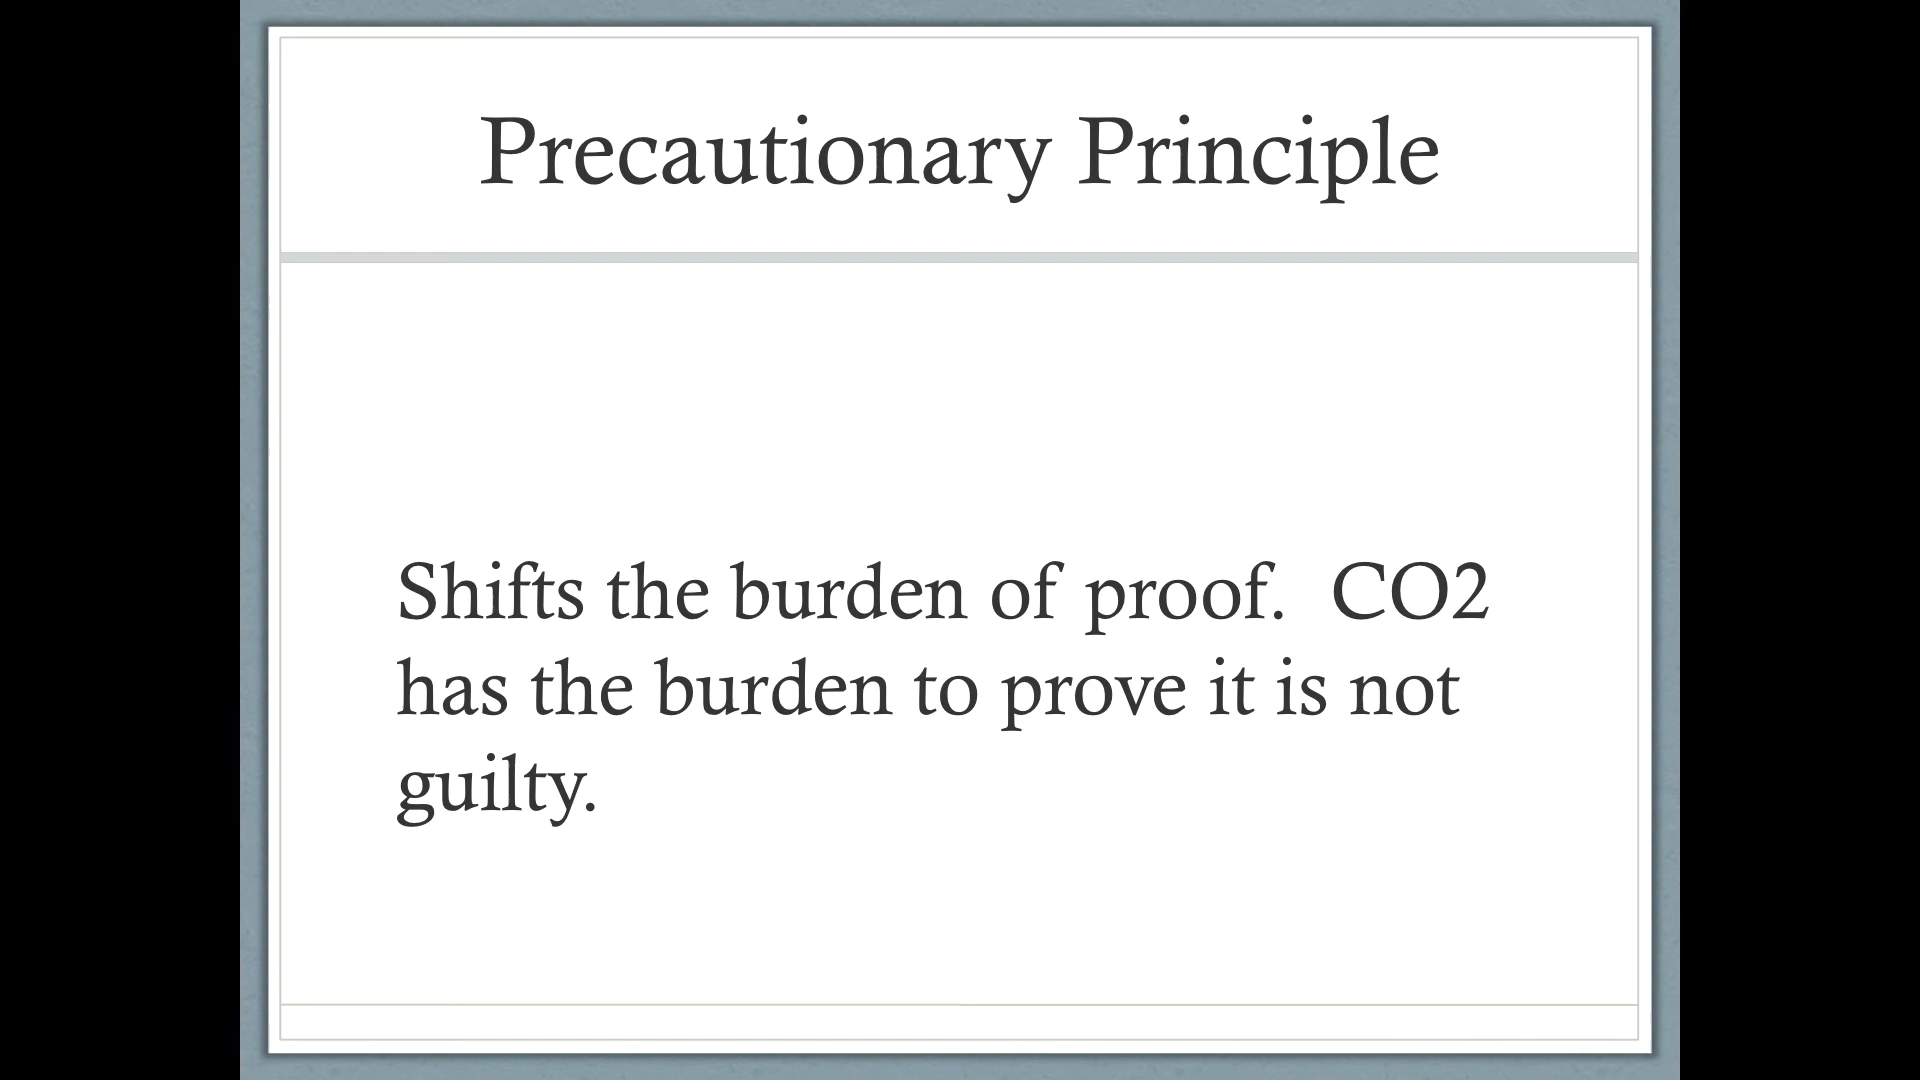 Precautionary Principle
Shifts the burden of proof.  CO2
has the burden to prove it is not
guilty.